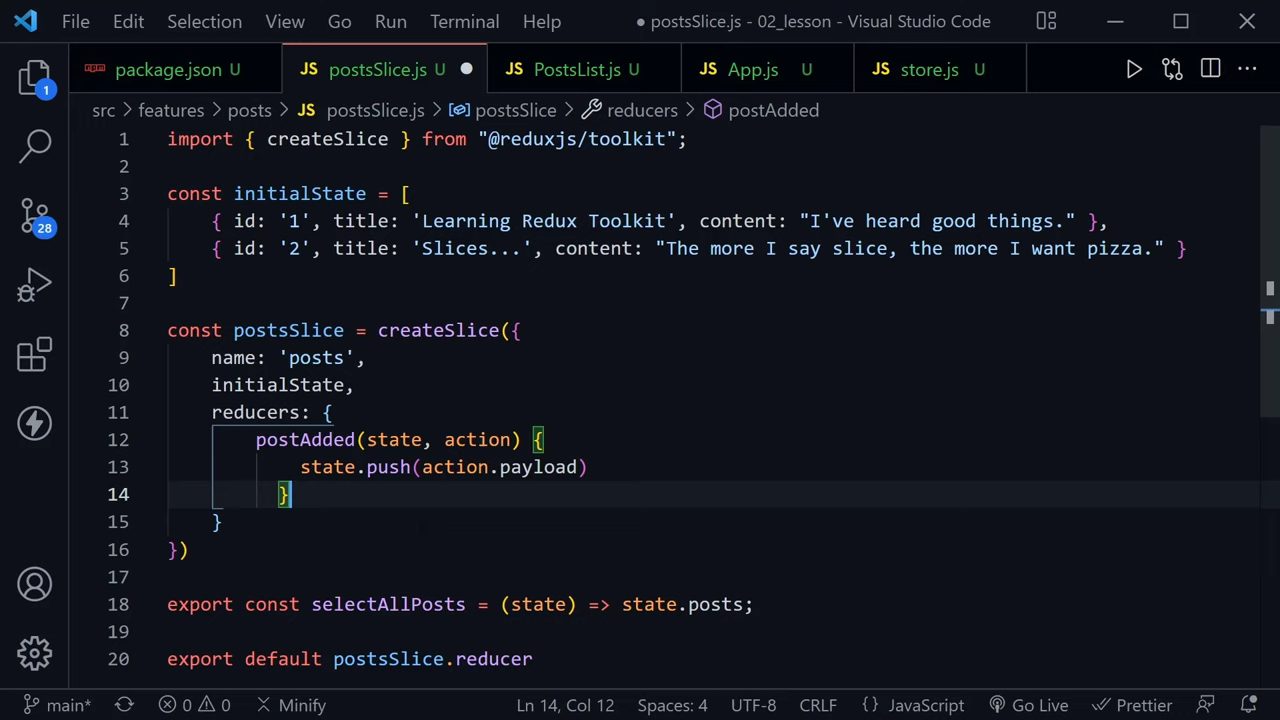 File Edit Selection View Go Run Terminal Help ● postsSlice.js - 02_lesson - Visual Studio Code
package.json U JS postsSlice.js U ● JS PostsList.js U JS App.js U JS store.js U ···
1
src > features > posts > JS postsSlice.js > postsSlice > reducers > postAdded
1 import { createSlice } from "@reduxjs/toolkit";
2
3 const initialState = [
4 { id: '1', title: 'Learning Redux Toolkit', content: "I've heard good things." },
28
5 { id: '2', title: 'Slices...', content: "The more I say slice, the more I want pizza." }
6 ]
7
8 const postsSlice = createSlice({
9 name: 'posts',
10 initialState,
11 reducers: {
12 postAdded(state, action) {
13 state.push(action.payload)
14 }
15 }
16 })
17
18 export const selectAllPosts = (state) => state.posts;
19
20 export default postsSlice.reducer
main* 0 0 Minify Ln 14, Col 12 Spaces: 4 UTF-8 CRLF {} JavaScript Go Live Prettier